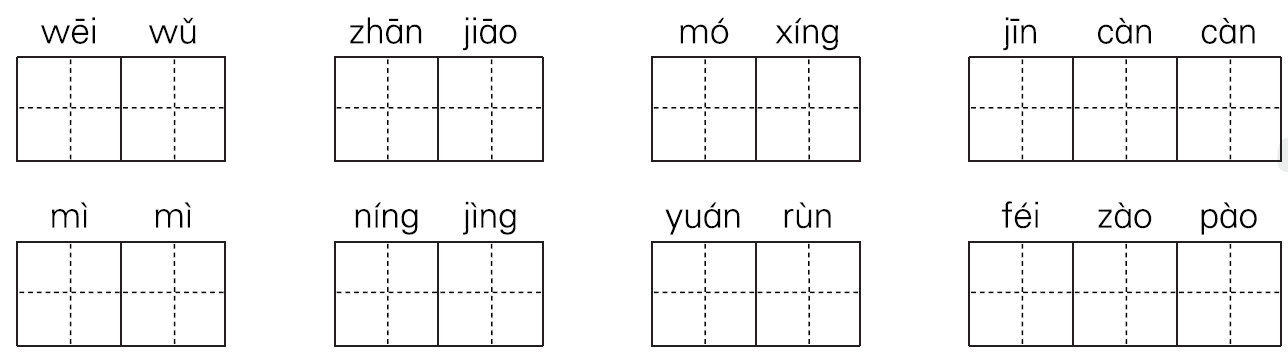 wēi wǔ zhān jiāo mó xíng jīn càn càn
mì mì níng jìng yuán rùn féi zào pào